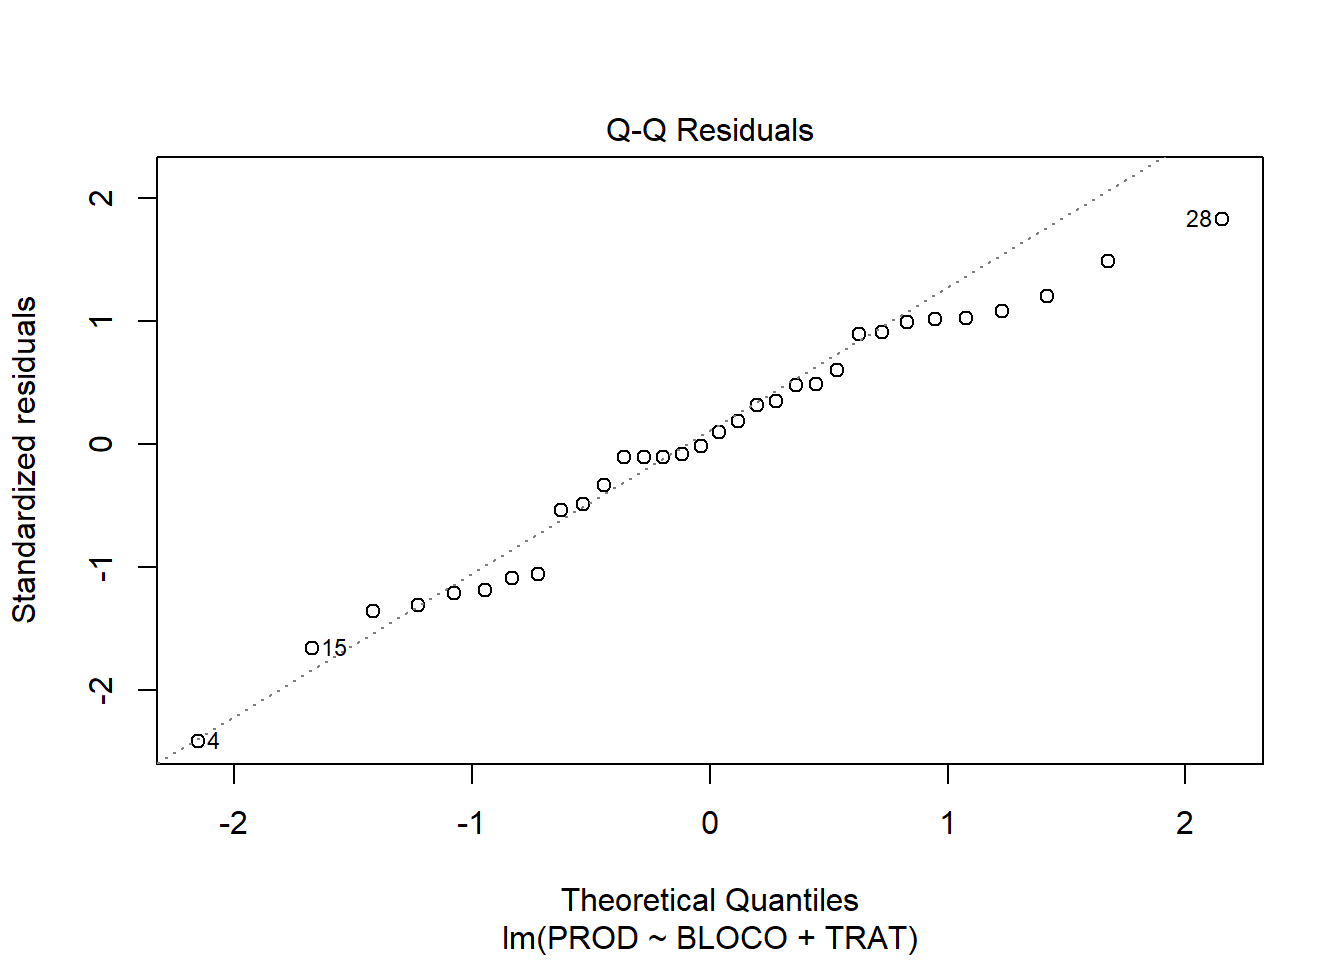 Q-Q Residuals
Standardized residuals
2
1
0
-1
-2
28
15
4
-2 -1 0 1 2
Theoretical Quantiles
lm(PROD ~ BLOCO + TRAT)